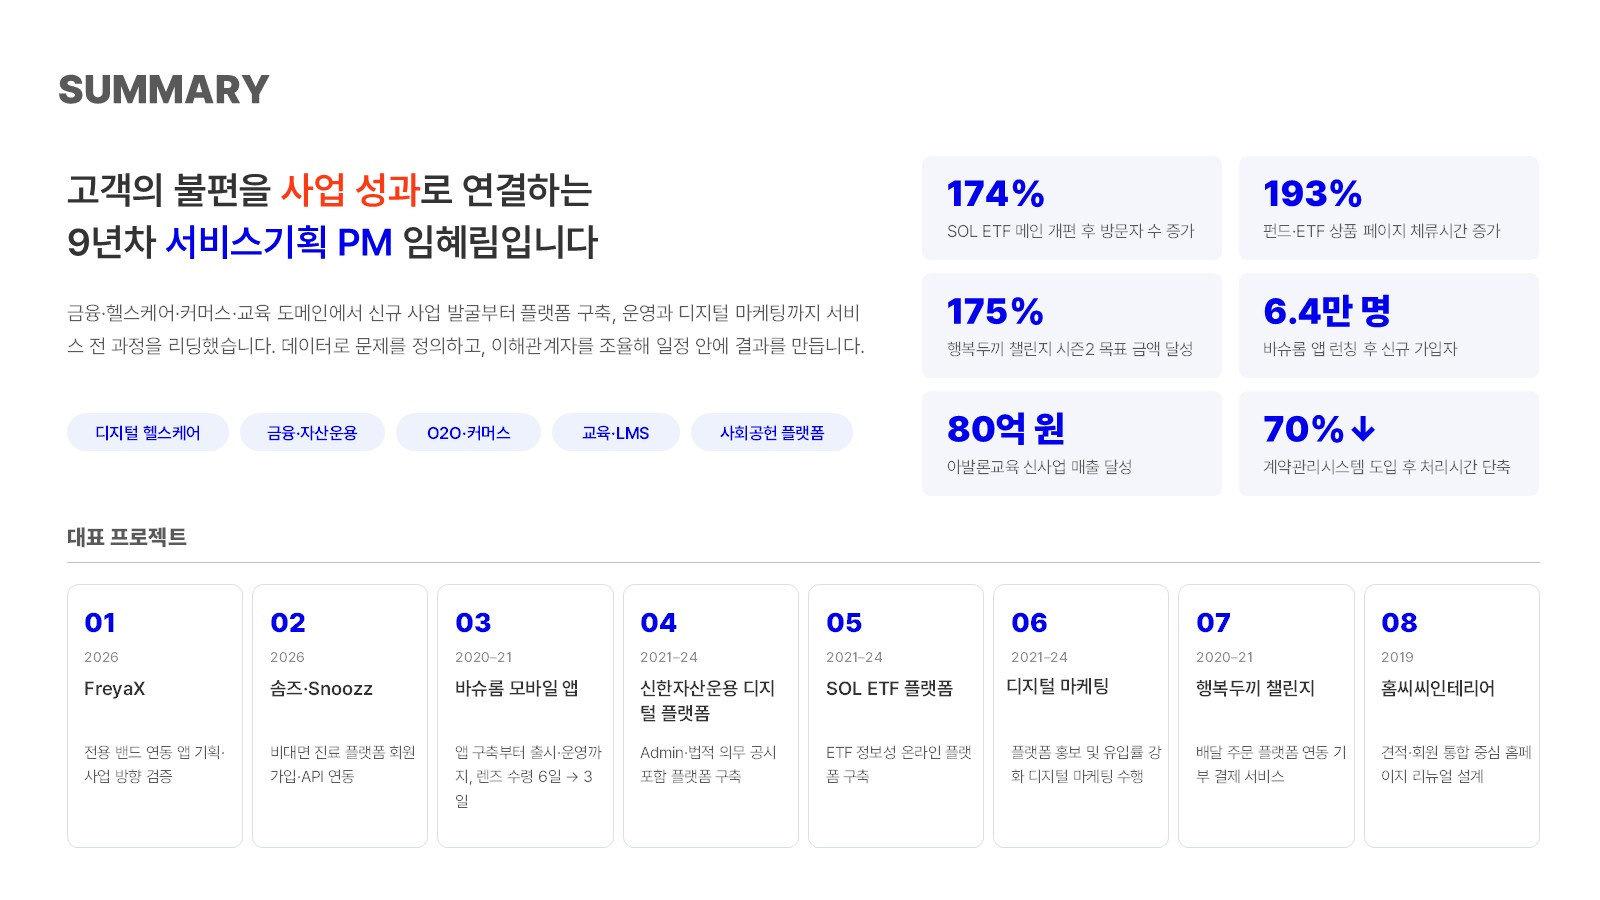 SUMMARY
고객의 불편을 사업 성과로 연결하는
9년차 서비스기획 PM 임혜림입니다
금융·헬스케어·커머스·교육 도메인에서 신규 사업 발굴부터 플랫폼 구축, 운영과 디지털 마케팅까지 서비
스 전 과정을 리딩했습니다. 데이터로 문제를 정의하고, 이해관계자를 조율해 일정 안에 결과를 만듭니다.
디지털 헬스케어
금융·자산운용
O2O·커머스
교육·LMS
사회공헌 플랫폼
174%
SOL ETF 메인 개편 후 방문자 수 증가
193%
펀드·ETF 상품 페이지 체류시간 증가
175%
행복두끼 챌린지 시즌2 목표 금액 달성
6.4만 명
바슈롬 앱 런칭 후 신규 가입자
80억 원
아발론교육 신사업 매출 달성
70%↓
계약관리시스템 도입 후 처리시간 단축
대표 프로젝트
01
2026
FreyaX
전용 밴드 연동 앱 기획·
사업 방향 검증
02
2026
솜즈·Snoozz
비대면 진료 플랫폼 회원
가입·API 연동
03
2020–21
바슈롬 모바일 앱
앱 구축부터 출시·운영까
지, 렌즈 수령 6일 → 3
일
04
2021–24
신한자산운용 디지
털 플랫폼
Admin·법적 의무 공시
포함 플랫폼 구축
05
2021–24
SOL ETF 플랫폼
ETF 정보성 온라인 플랫
폼 구축
06
2021–24
디지털 마케팅
플랫폼 홍보 및 유입률 강
화 디지털 마케팅 수행
07
2020–21
행복두끼 챌린지
배달 주문 플랫폼 연동 기
부 결제 서비스
08
2019
홈씨씨인테리어
견적·회원 통합 중심 홈페
이지 리뉴얼 설계